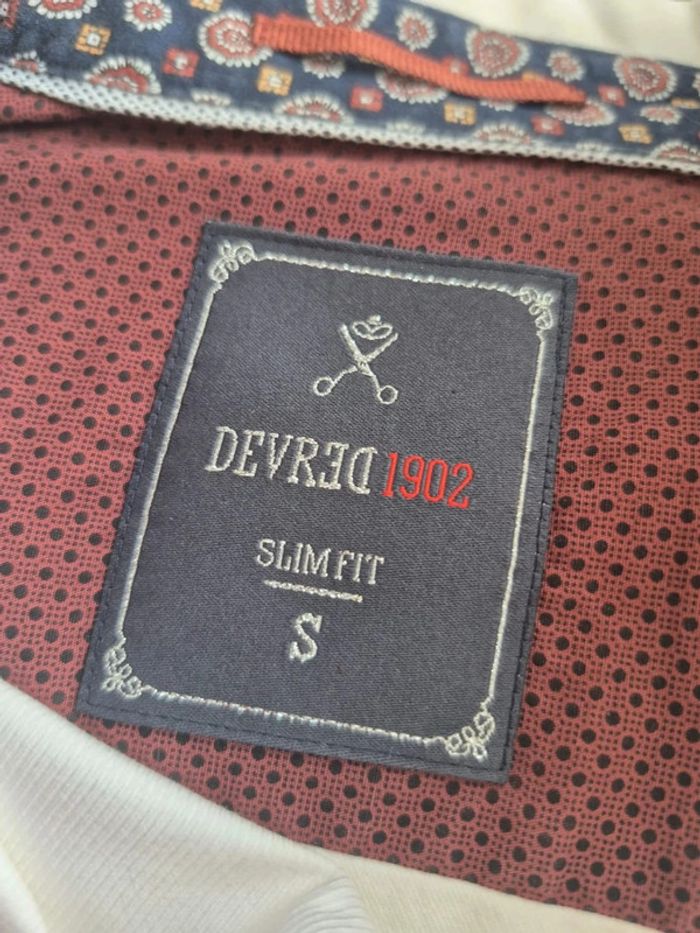 DEVRED 1902
SLIM FIT
S